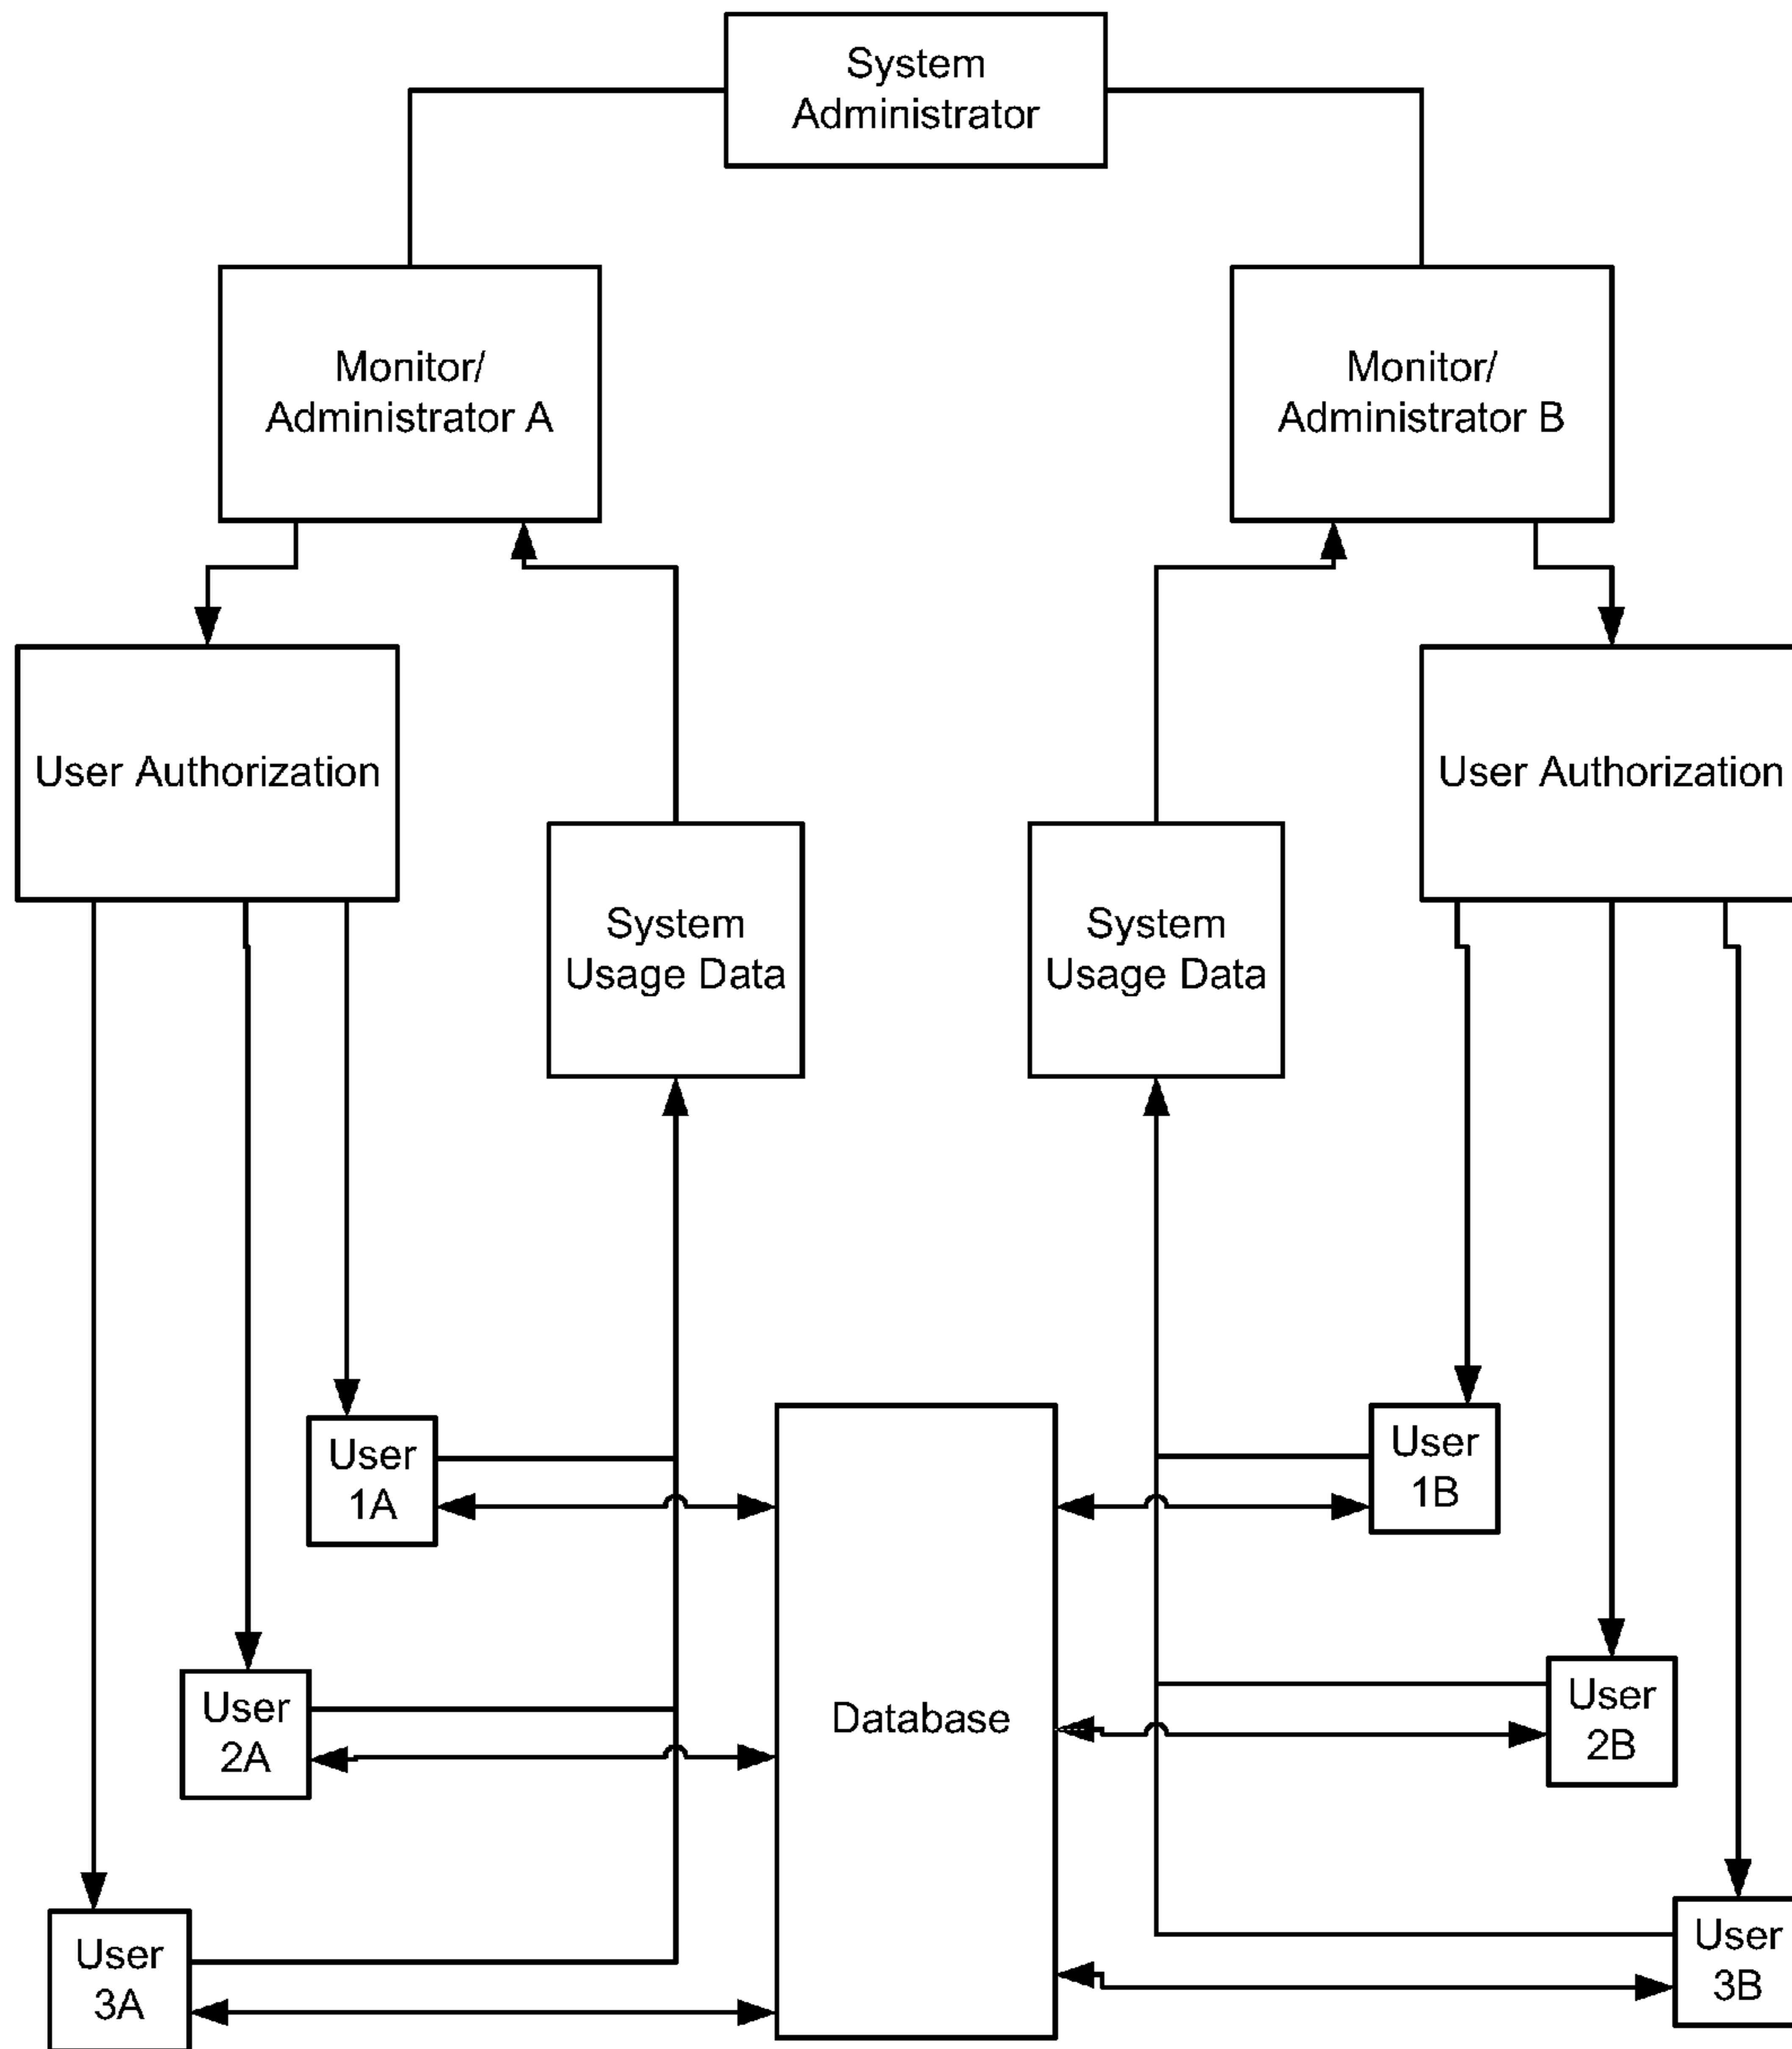 System
Administrator
Monitor/
Administrator A
Monitor/
Administrator B
User Authorization
User Authorization
System
Usage Data
System
Usage Data
User
1A
User
1B
User
2A
Database
User
2B
User
3A
User
3B